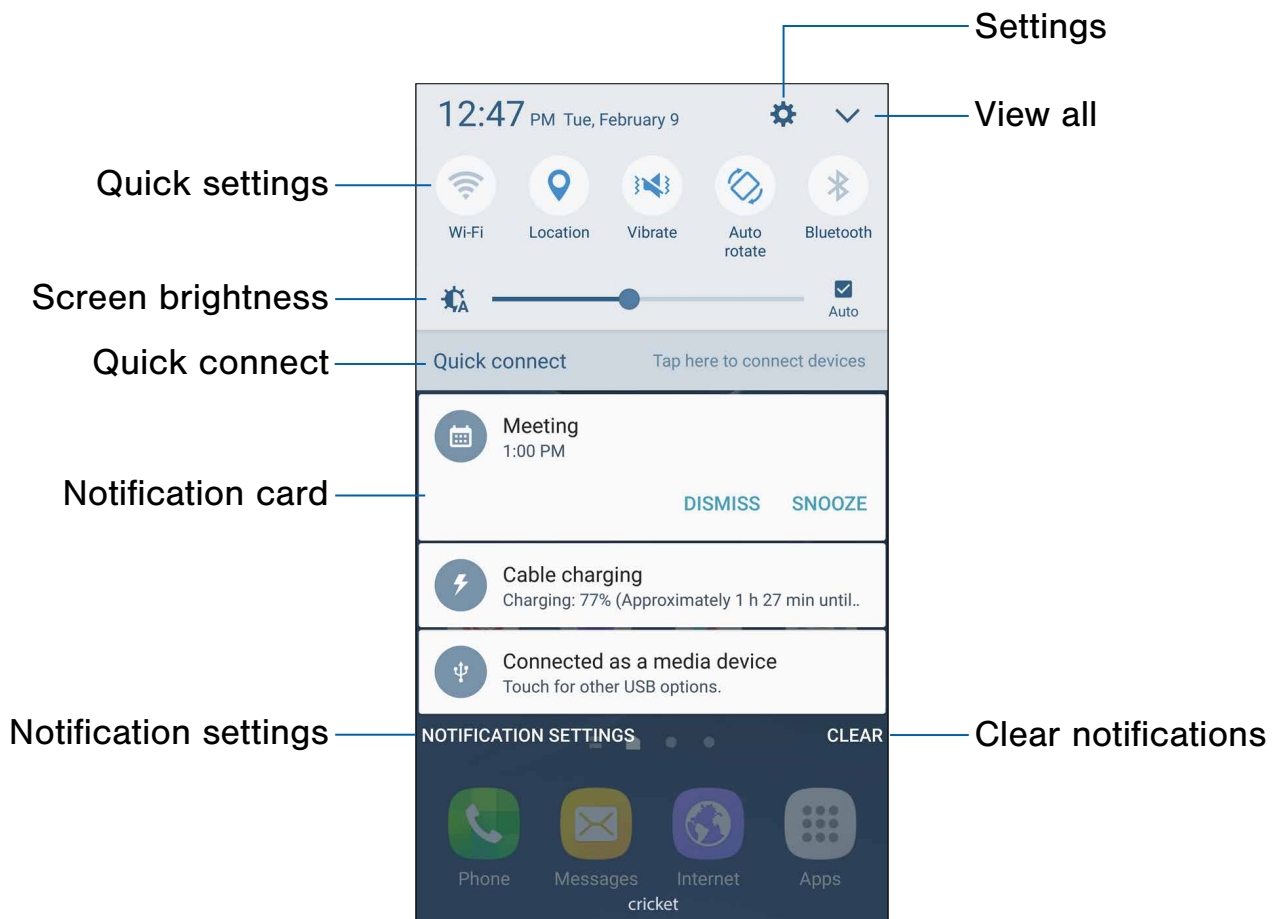 Settings
12:47 PM Tue, February 9
View all
Quick settings
Wi-Fi
Location
Vibrate
Auto
rotate
Bluetooth
Screen brightness
A
Auto
Quick connect
Quick connect
Tap here to connect devices
Meeting
1:00 PM
Notification card
DISMISS
SNOOZE
Cable charging
Charging: 77% (Approximately 1 h 27 min until..
Connected as a media device
Touch for other USB options.
Notification settings
NOTIFICATION SETTINGS
CLEAR
Clear notifications
Phone
Messages
Internet
Apps
cricket